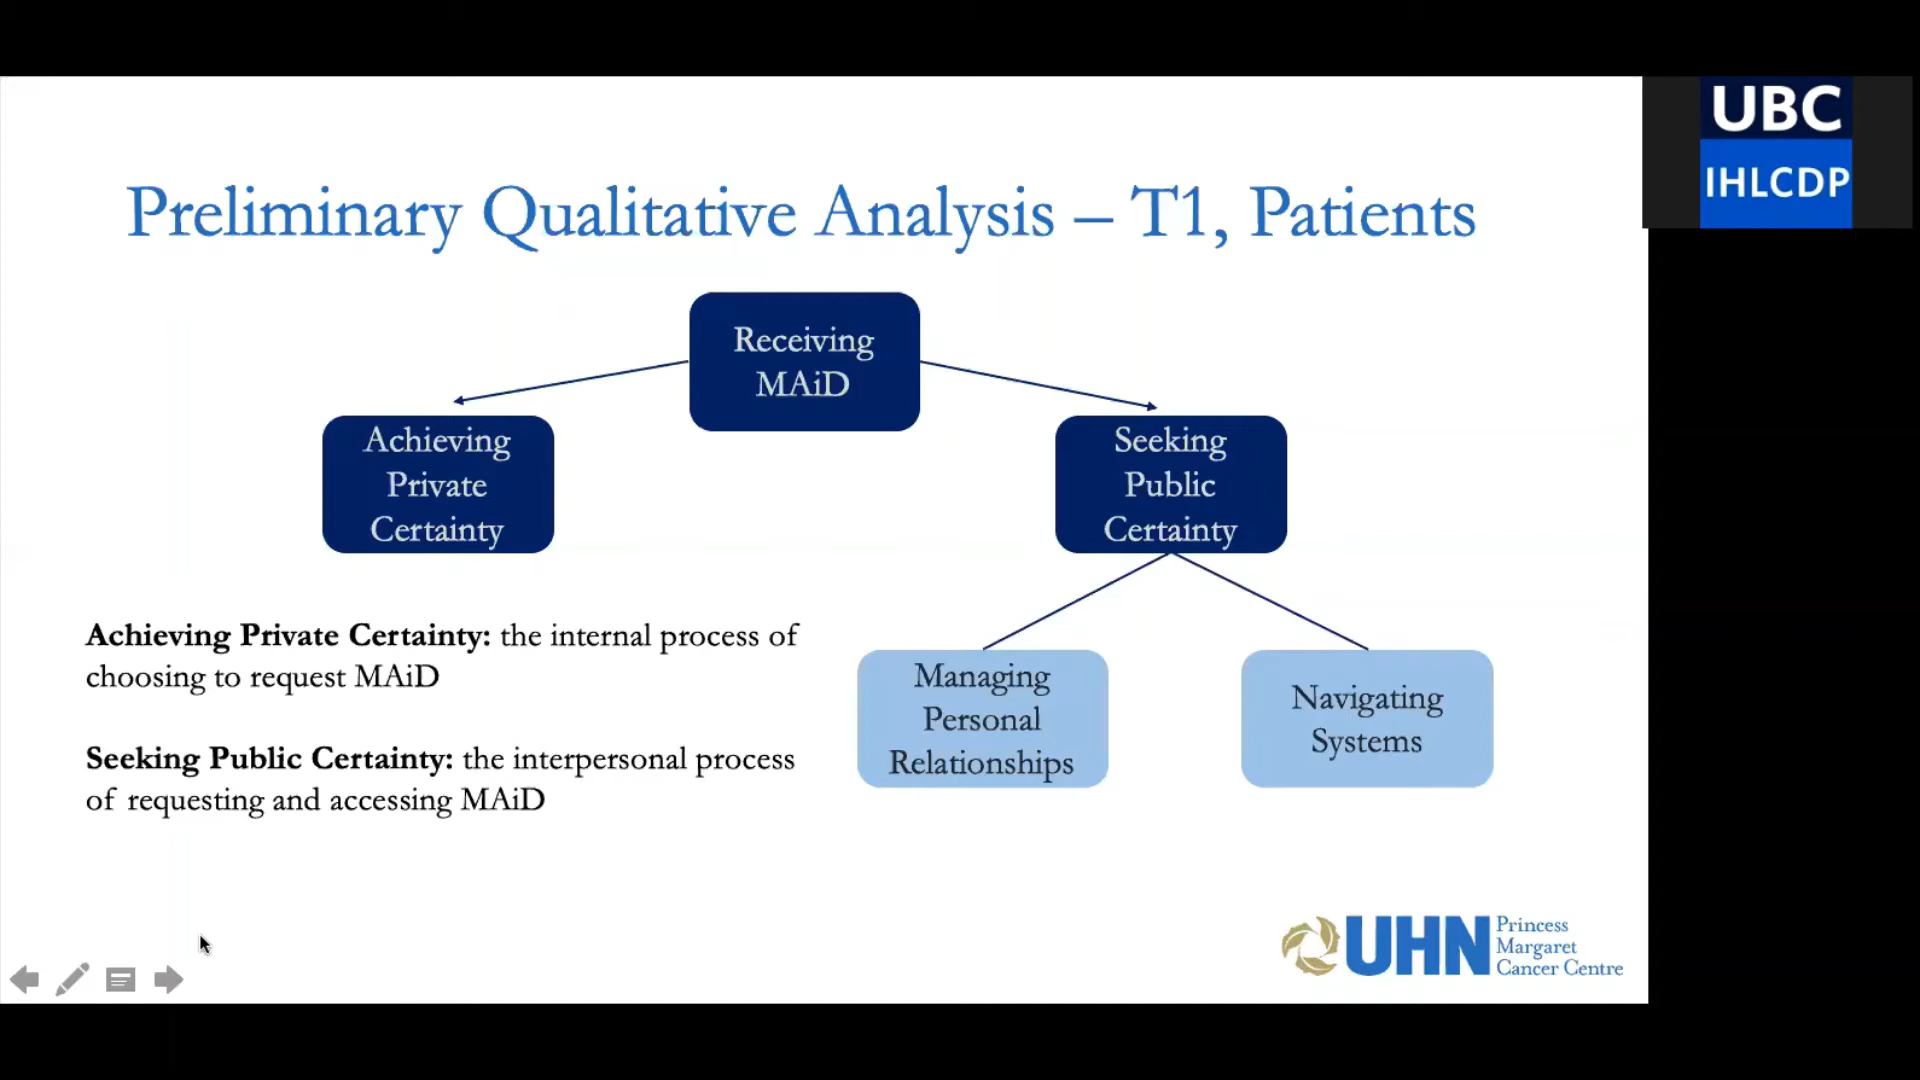 UBC
IHLCDP
Preliminary Qualitative Analysis – T1, Patients
Receiving
MAiD
Achieving
Private
Certainty
Seeking
Public
Certainty
Achieving Private Certainty: the internal process of
choosing to request MAiD
Seeking Public Certainty: the interpersonal process
of requesting and accessing MAiD
Managing
Personal
Relationships
Navigating
Systems
UHN
Princess
Margaret
Cancer Centre